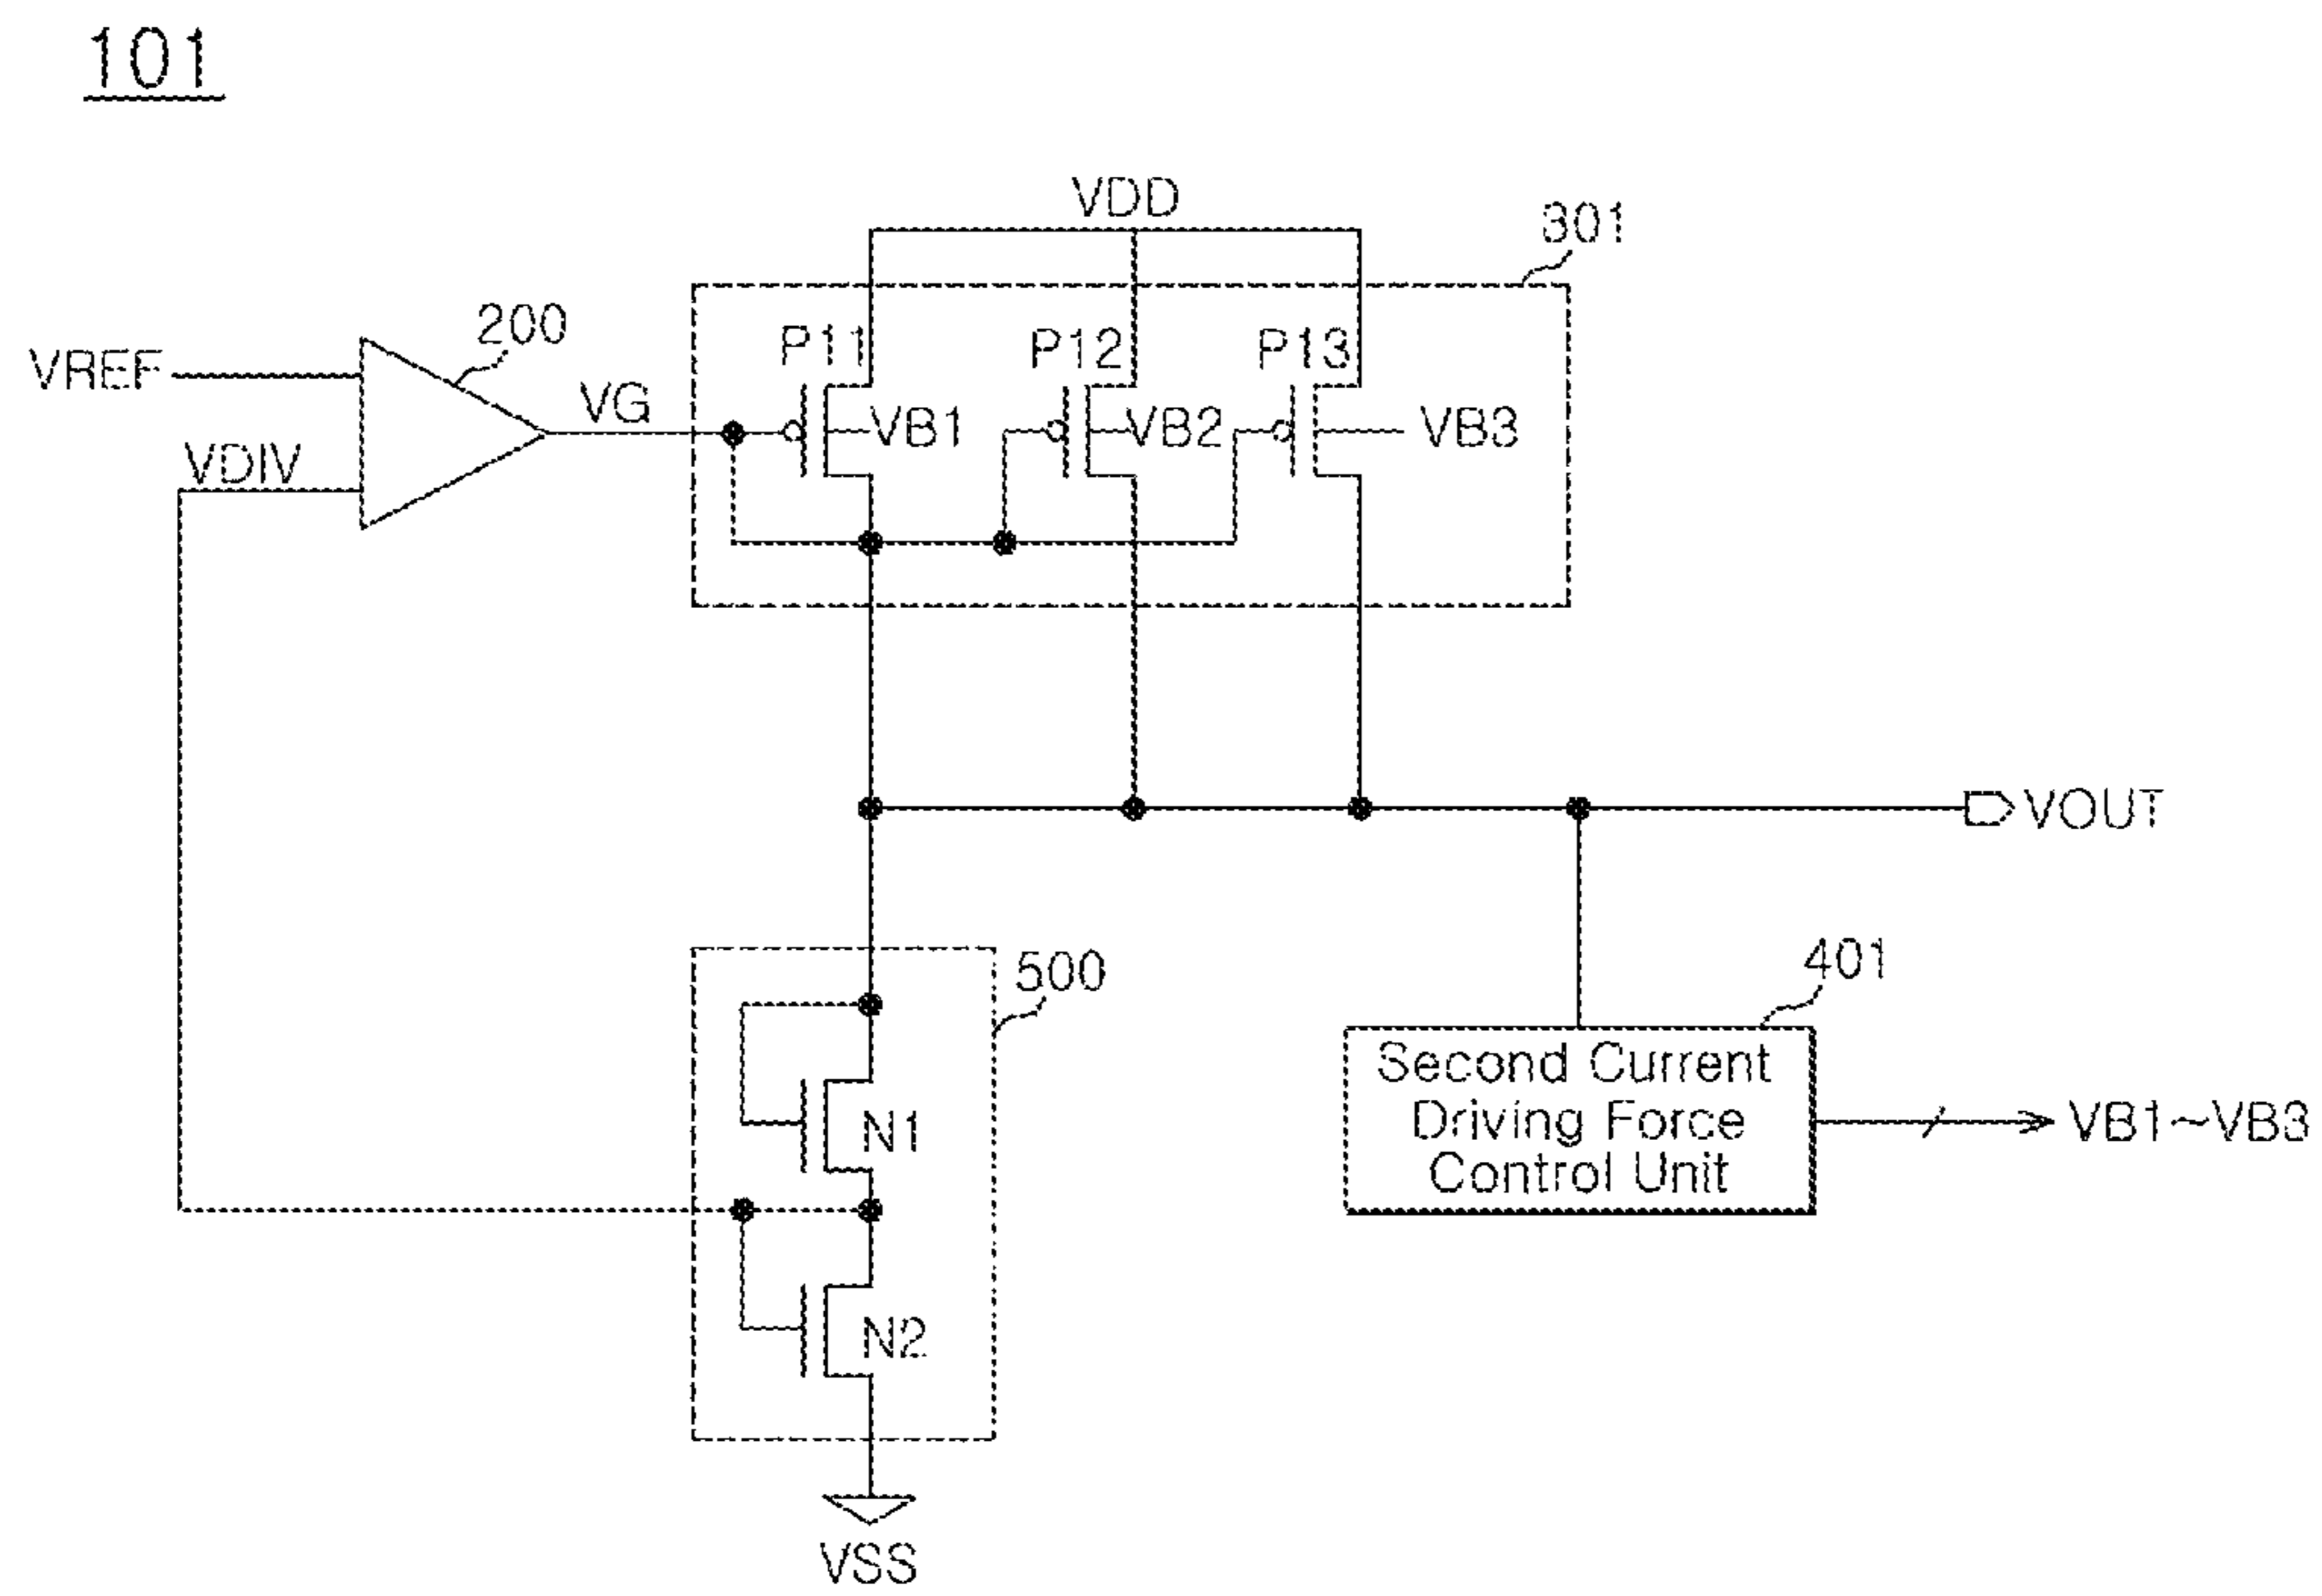 101
VDD
301
200
P11
P12
P13
VREF
VG
VB1
VB2
VB3
VDIV
VOUT
500
401
Second Current
Driving Force
Control Unit
N1
VB1~VB3
N2
VSS